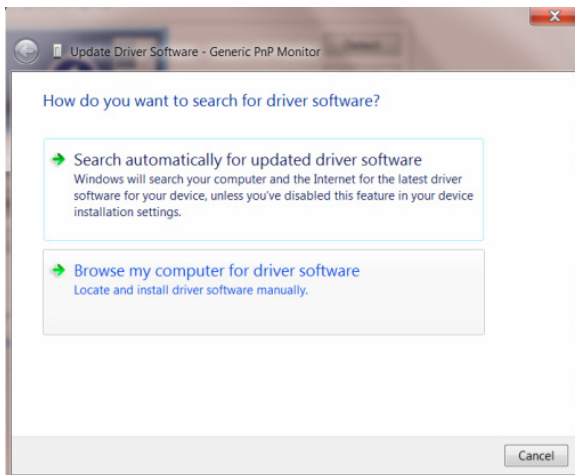 Update Driver Software - Generic PnP Monitor
How do you want to search for driver software?
Search automatically for updated driver software
Windows will search your computer and the Internet for the latest driver
software for your device, unless you've disabled this feature in your device
installation settings.
Browse my computer for driver software
Locate and install driver software manually.
Cancel